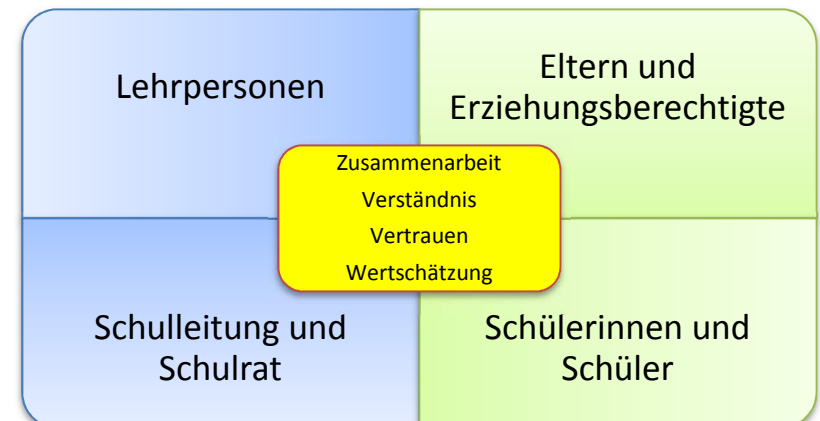 Lehrpersonen
Eltern und
Erziehungsberechtigte
Zusammenarbeit
Verständnis
Vertrauen
Wertschätzung
Schulleitung und
Schulrat
Schülerinnen und
Schüler